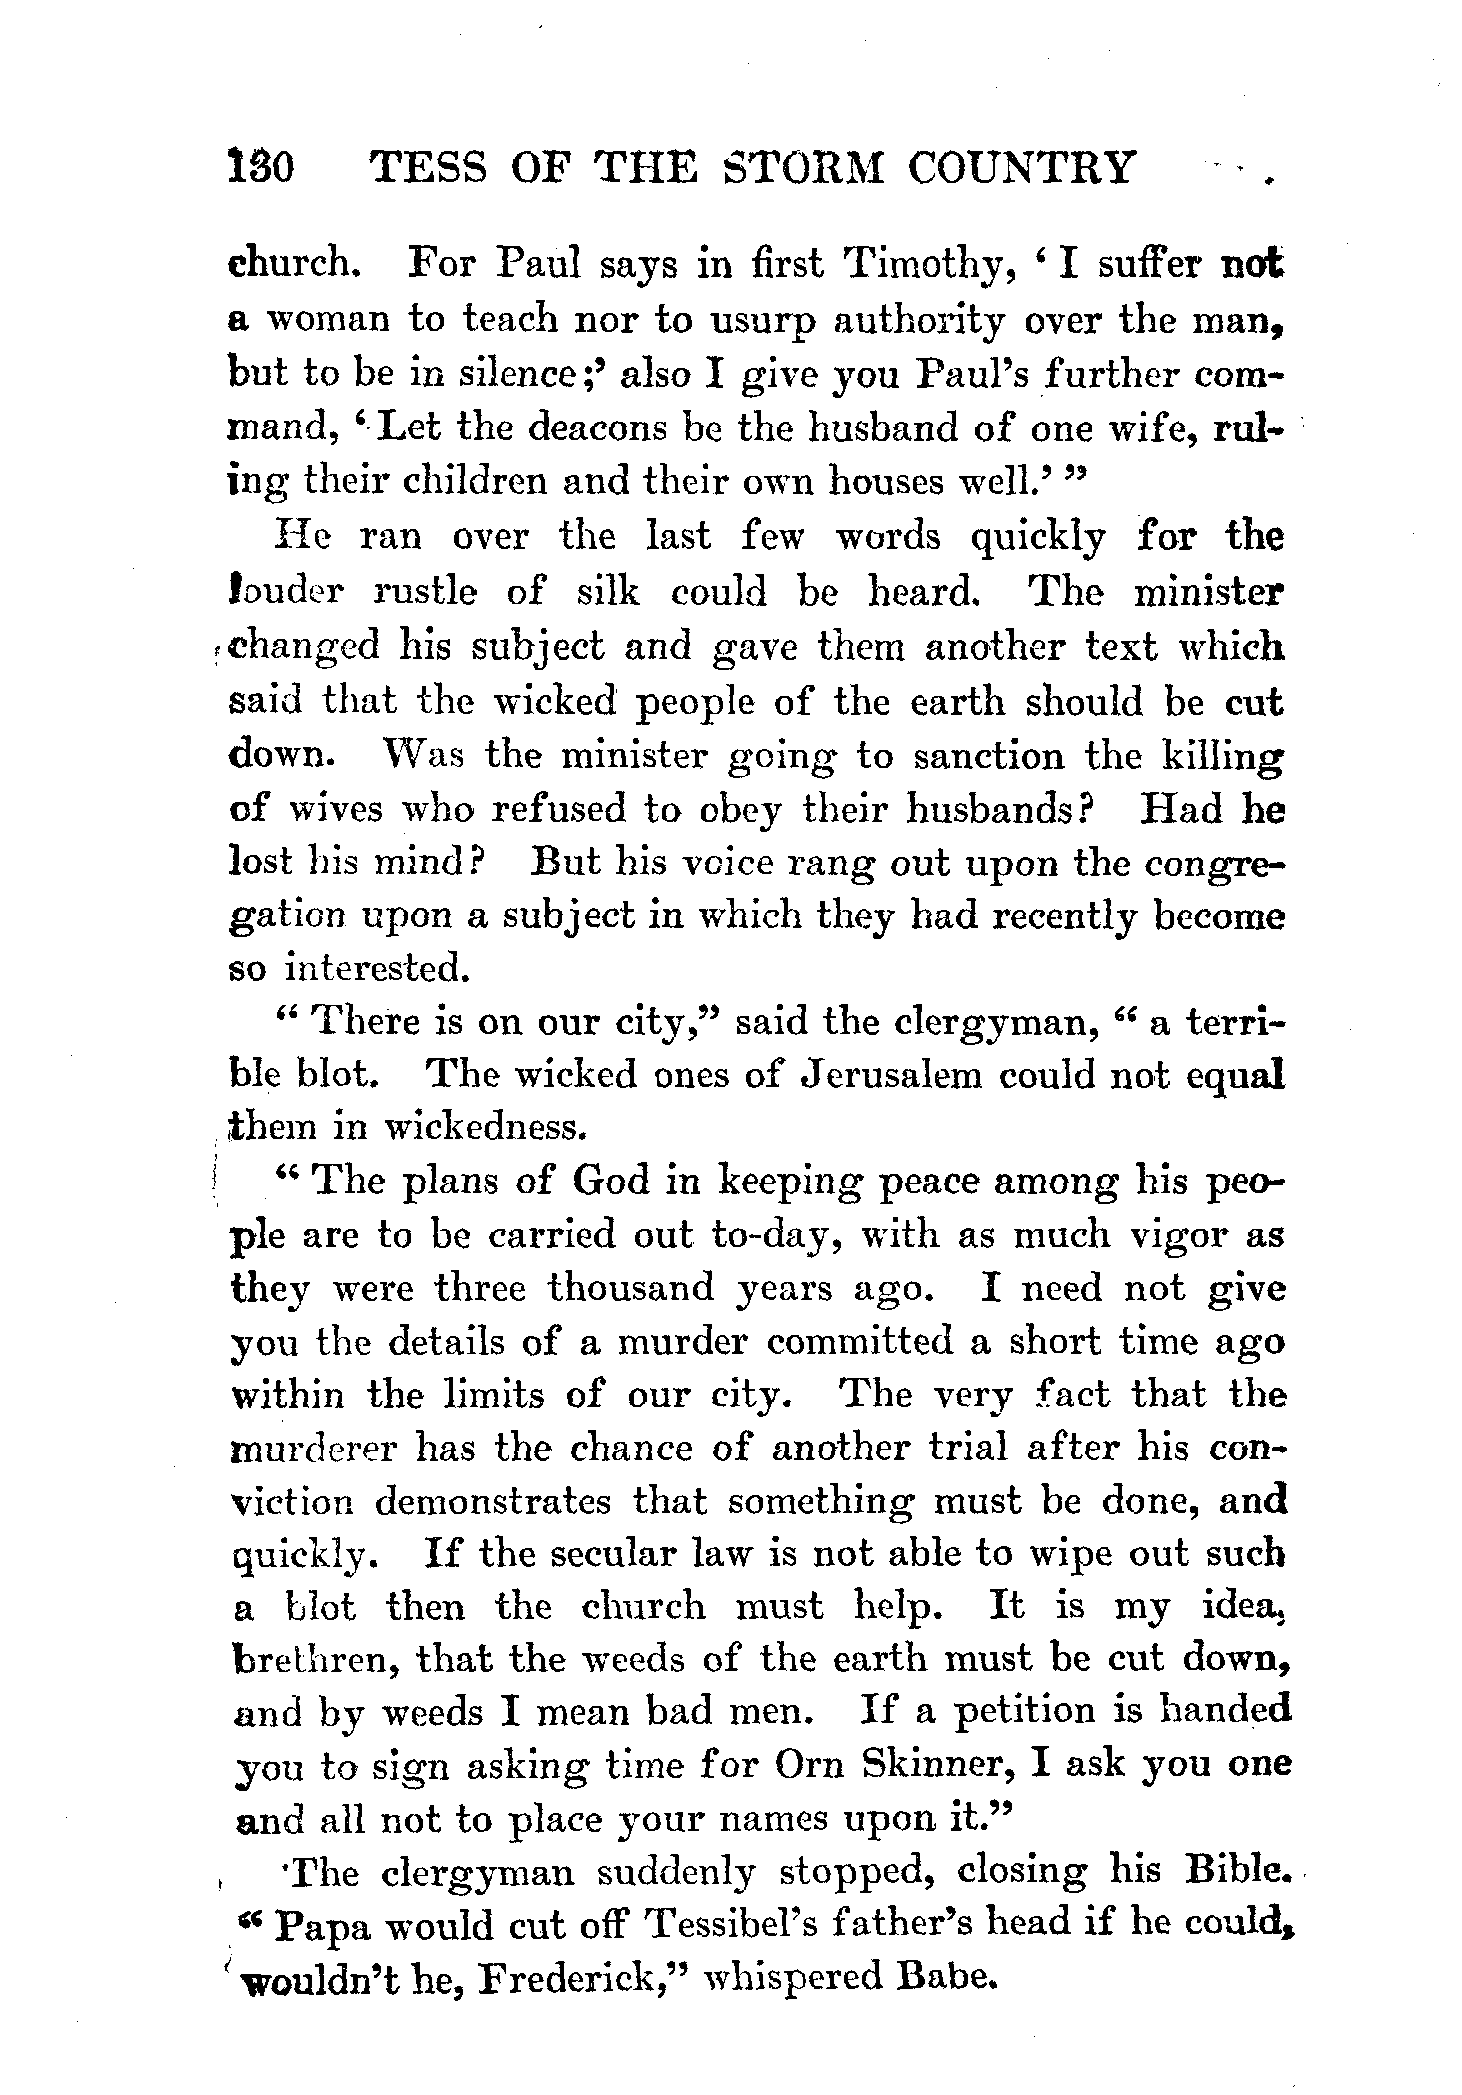 130 TESS OF THE STORM COUNTRY
church. For Paul says in first Timothy, ‘ I suffer not
a woman to teach nor to usurp authority over the man,
but to be in silence;’ also I give you Paul’s further com-
mand, ‘ Let the deacons be the husband of one wife, rul-
ing their children and their own houses well.’ ”
He ran over the last few words quickly for the
louder rustle of silk could be heard. The minister
changed his subject and gave them another text which
said that the wicked people of the earth should be cut
down. Was the minister going to sanction the killing
of wives who refused to obey their husbands? Had he
lost his mind? But his voice rang out upon the congre-
gation upon a subject in which they had recently become
so interested.
“ There is on our city,” said the clergyman, “ a terri-
ble blot. The wicked ones of Jerusalem could not equal
them in wickedness.
“ The plans of God in keeping peace among his peo-
ple are to be carried out to-day, with as much vigor as
they were three thousand years ago. I need not give
you the details of a murder committed a short time ago
within the limits of our city. The very fact that the
murderer has the chance of another trial after his con-
viction demonstrates that something must be done, and
quickly. If the secular law is not able to wipe out such
a blot then the church must help. It is my idea,
brethren, that the weeds of the earth must be cut down,
and by weeds I mean bad men. If a petition is handed
you to sign asking time for Orn Skinner, I ask you one
and all not to place your names upon it.”
The clergyman suddenly stopped, closing his Bible.
“ Papa would cut off Tessibel’s father’s head if he could,
wouldn’t he, Frederick,” whispered Babe.